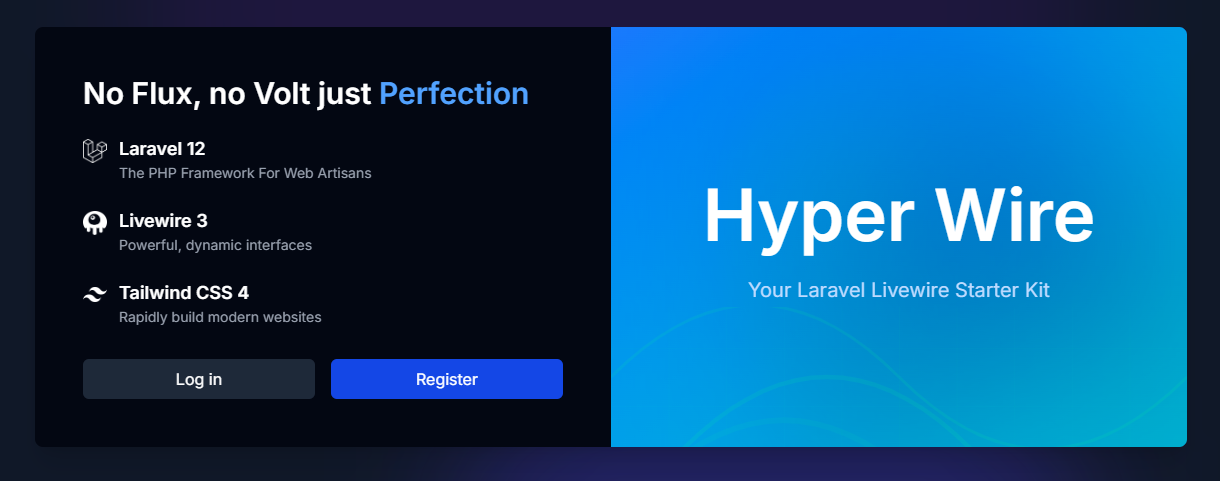 No Flux, no Volt just Perfection
Laravel 12
The PHP Framework For Web Artisans
Livewire 3
Powerful, dynamic interfaces
Tailwind CSS 4
Rapidly build modern websites
Log in
Register
Hyper Wire
Your Laravel Livewire Starter Kit